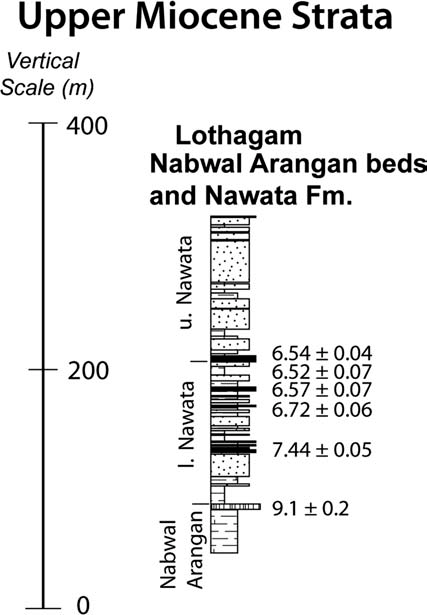 Upper Miocene Strata
Vertical
Scale (m)
400
Lothagam
Nabwal Arangan beds
and Nawata Fm.
u. Nawata
6.54 ± 0.04
200
6.52 ± 0.07
6.57 ± 0.07
l. Nawata
6.72 ± 0.06
7.44 ± 0.05
9.1 ± 0.2
Nabwal
Arangan
0